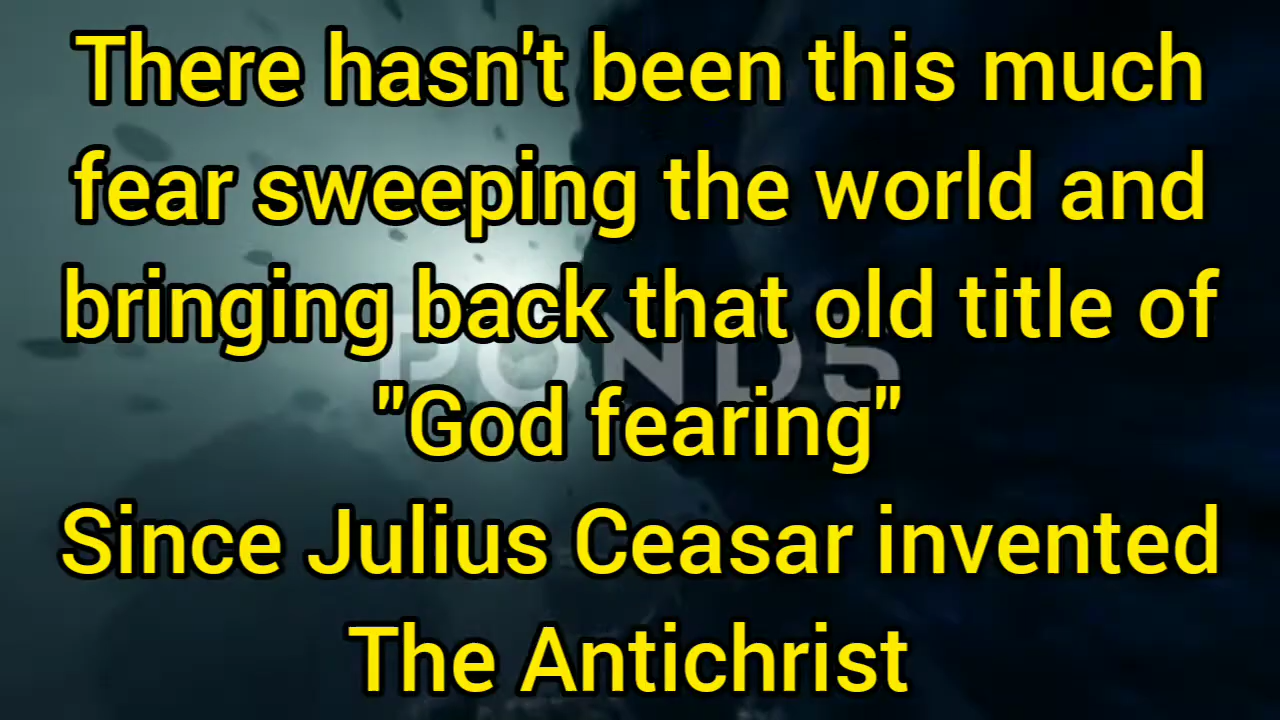 There hasn't been this much
fear sweeping the world and
bringing back that old title of
"God fearing"
Since Julius Ceasar invented
The Antichrist
POND5